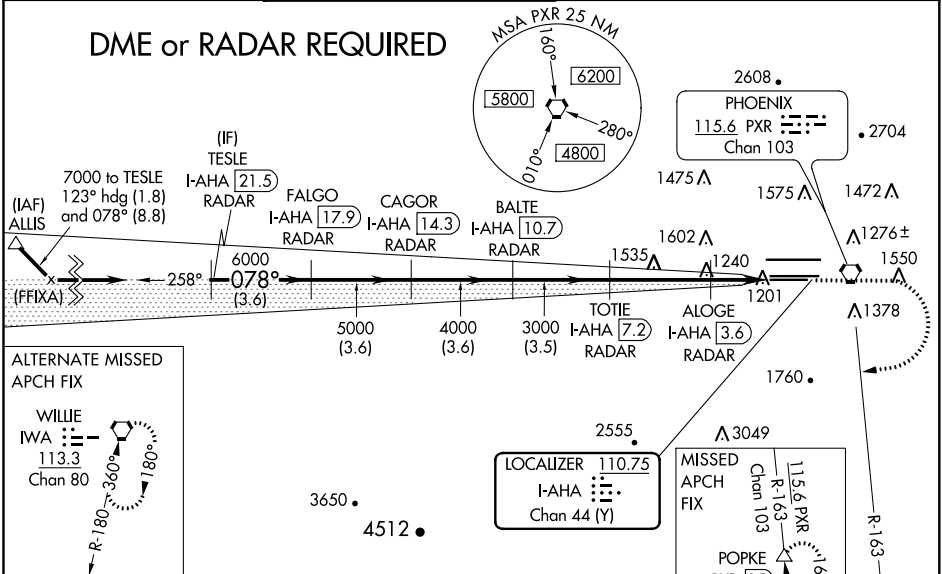 DME or RADAR REQUIRED
MSA PXR 25 NM
160°
6200
5800
280°
4800
010°
2608
PHOENIX
115.6 PXR
Chan 103
2704
(IF)
TESLE
I-AHA 21.5
RADAR
7000 to TESLE
123° hdg (1.8)
and 078° (8.8)
(IAF)
ALLIS
(FFIXA)
FALGO
I-AHA 17.9
RADAR
CAGOR
I-AHA 14.3
RADAR
BALTE
I-AHA 10.7
RADAR
1475
1575
1472
1602
1535
1240
1276±
1550
1201
1378
258°
6000
078°
(3.6)
5000
(3.6)
4000
(3.6)
3000
(3.5)
TOTIE
I-AHA 7.2
RADAR
ALOGE
I-AHA 3.6
RADAR
1760
ALTERNATE MISSED
APCH FIX
WILLIE
IWA
113.3
Chan 80
360°
180°
R-180
2555
3049
LOCALIZER 110.75
I-AHA
Chan 44 (Y)
3650
4512
MISSED
APCH
FIX
115.6 PXR
Chan 103
R-163
POPKE
R-163